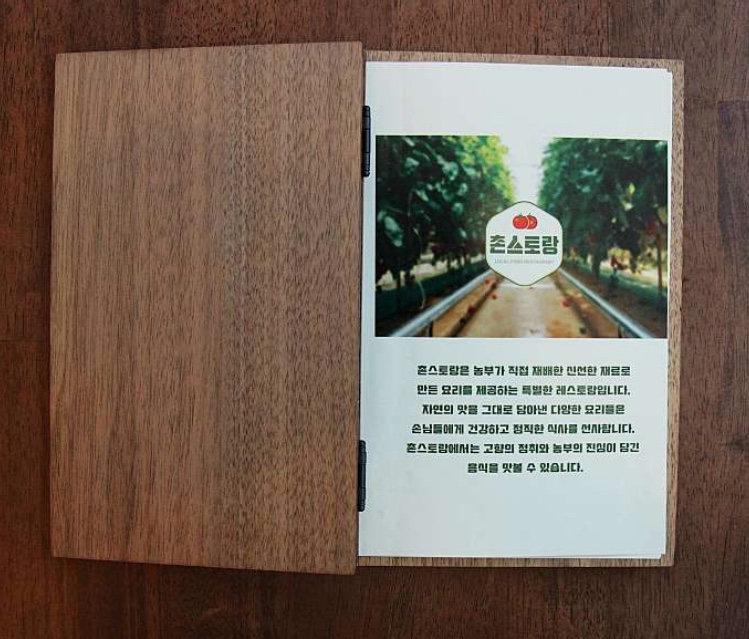 촌스토랑
LOCAL FOOD RESTAURANT
촌스토랑은 농부가 직접 재배한 신선한 재료로
만든 요리를 제공하는 특별한 레스토랑입니다.
자연의 맛을 그대로 담아낸 다양한 요리들은
손님들에게 건강하고 정직한 식사를 선사합니다.
촌스토랑에서는 고향의 정취와 농부의 진심이 담긴
음식을 맛볼 수 있습니다.